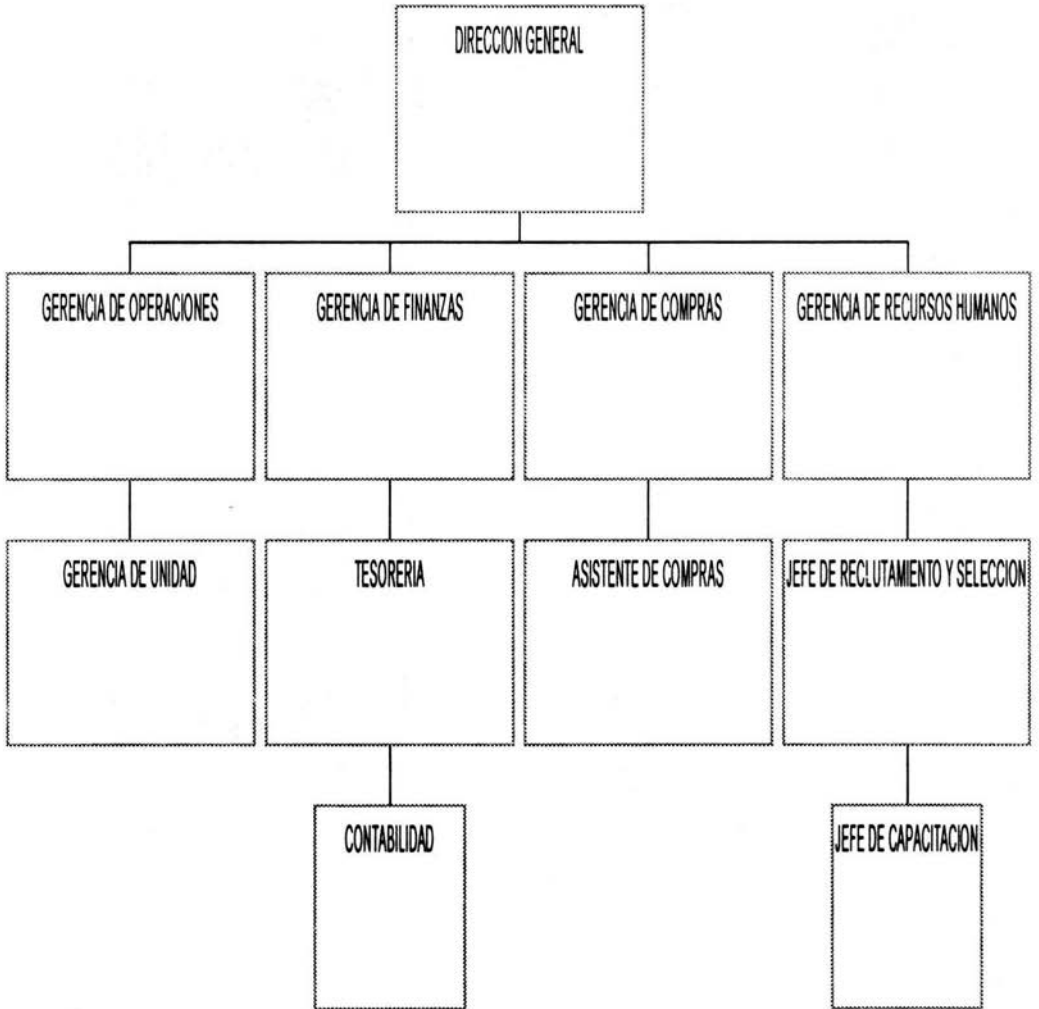 DIRECCION GENERAL
GERENCIA DE OPERACIONES
GERENCIA DE FINANZAS
GERENCIA DE COMPRAS
GERENCIA DE RECURSOS HUMANOS
GERENCIA DE UNIDAD
TESORERIA
ASISTENTE DE COMPRAS
JEFE DE RECLUTAMIENTO Y SELECCION
CONTABILIDAD
JEFE DE CAPACITACION